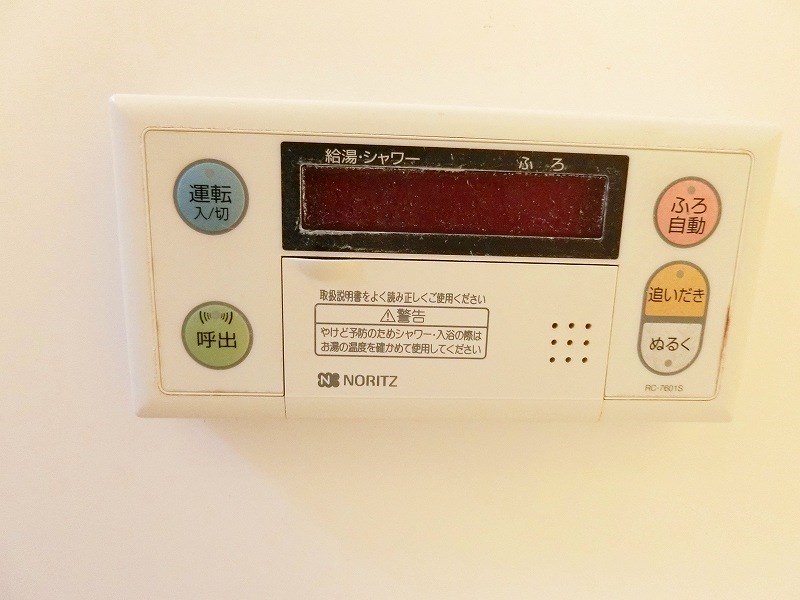 給湯・シャワー ふろ
運転
入/切
呼出
取扱説明書をよく読み正しくご使用ください
⚠警告
やけど予防のためシャワー・入浴の際は
お湯の温度を確かめて使用してください
NORITZ
ふろ
自動
追いだき
ぬるく
RC-7601S